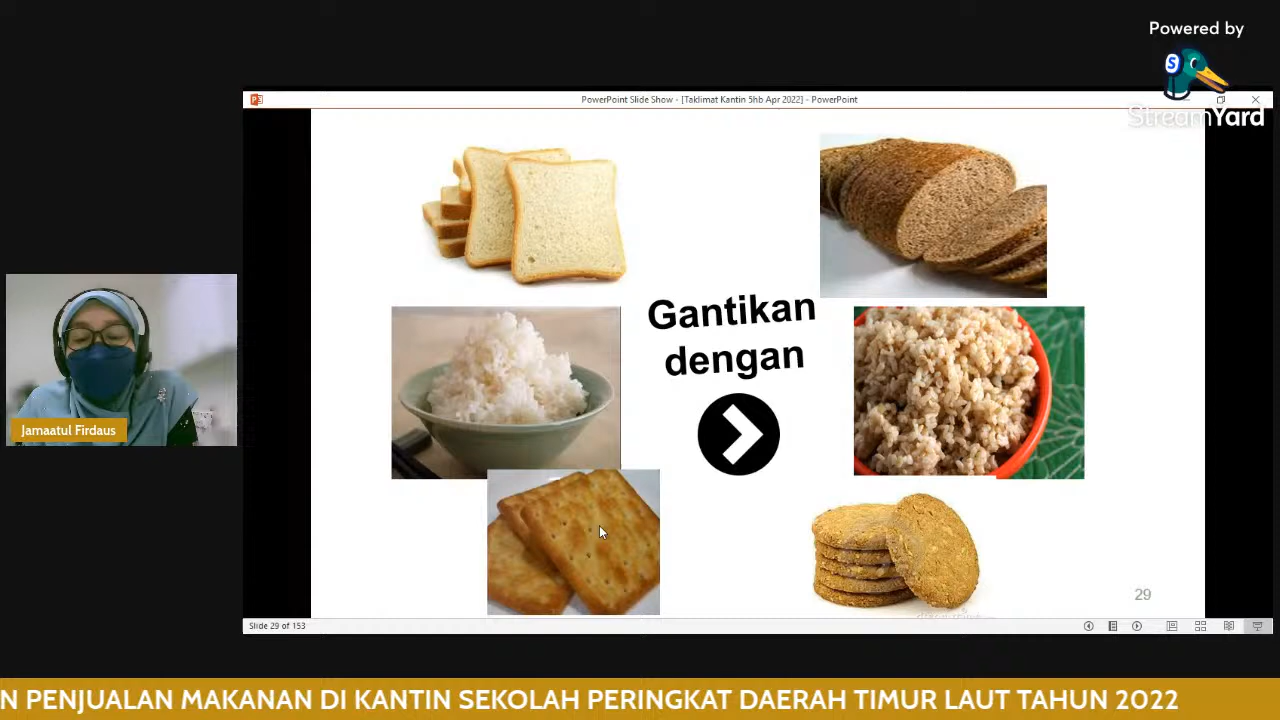 Powered by
StreamYard
PowerPoint Slide Show - [Taklimat Kantin 5hb Apr 2022] - PowerPoint
Gantikan
dengan
Jamaatul Firdaus
29
Slide 29 of 153
N PENJUALAN MAKANAN DI KANTIN SEKOLAH PERINGKAT DAERAH TIMUR LAUT TAHUN 2022